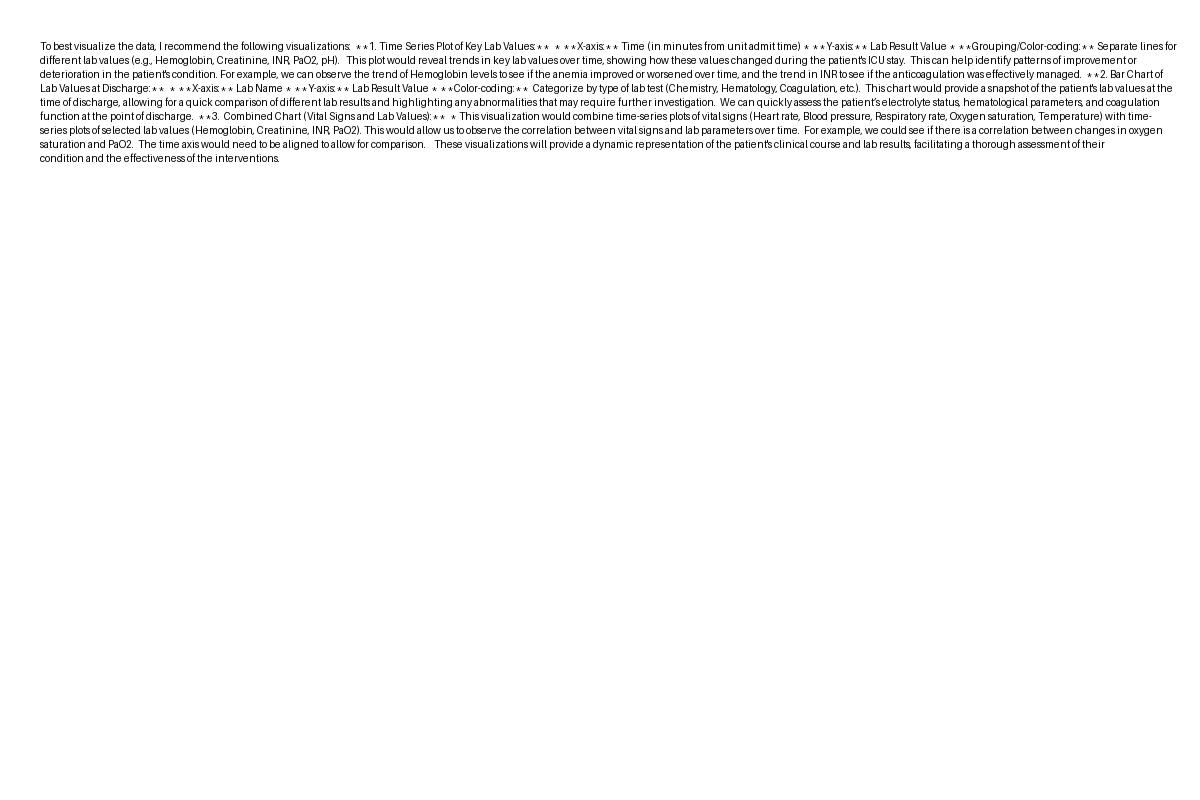 To best visualize the data, I recommend the following visualizations:  **1. Time Series Plot of Key Lab Values:**  * **X-axis:** Time (in minutes from unit admit time) * **Y-axis:** Lab Result Value * **Grouping/Color-coding:** Separate lines for
different lab values (e.g., Hemoglobin, Creatinine, INR, PaO2, pH).   This plot would reveal trends in key lab values over time, showing how these values changed during the patient's ICU stay.  This can help identify patterns of improvement or
deterioration in the patient's condition. For example, we can observe the trend of Hemoglobin levels to see if the anemia improved or worsened over time, and the trend in INR to see if the anticoagulation was effectively managed.  **2. Bar Chart of
Lab Values at Discharge:**  * **X-axis:** Lab Name * **Y-axis:** Lab Result Value * **Color-coding:** Categorize by type of lab test (Chemistry, Hematology, Coagulation, etc.).  This chart would provide a snapshot of the patient's lab values at the
time of discharge, allowing for a quick comparison of different lab results and highlighting any abnormalities that may require further investigation.  We can quickly assess the patient's electrolyte status, hematological parameters, and coagulation
function at the point of discharge.  **3.  Combined Chart (Vital Signs and Lab Values):**  * This visualization would combine time-series plots of vital signs (Heart rate, Blood pressure, Respiratory rate, Oxygen saturation, Temperature) with time-
series plots of selected lab values (Hemoglobin, Creatinine, INR, PaO2). This would allow us to observe the correlation between vital signs and lab parameters over time.  For example, we could see if there is a correlation between changes in oxygen
saturation and PaO2.  The time axis would need to be aligned to allow for comparison.    These visualizations will provide a dynamic representation of the patient's clinical course and lab results, facilitating a thorough assessment of their
condition and the effectiveness of the interventions.